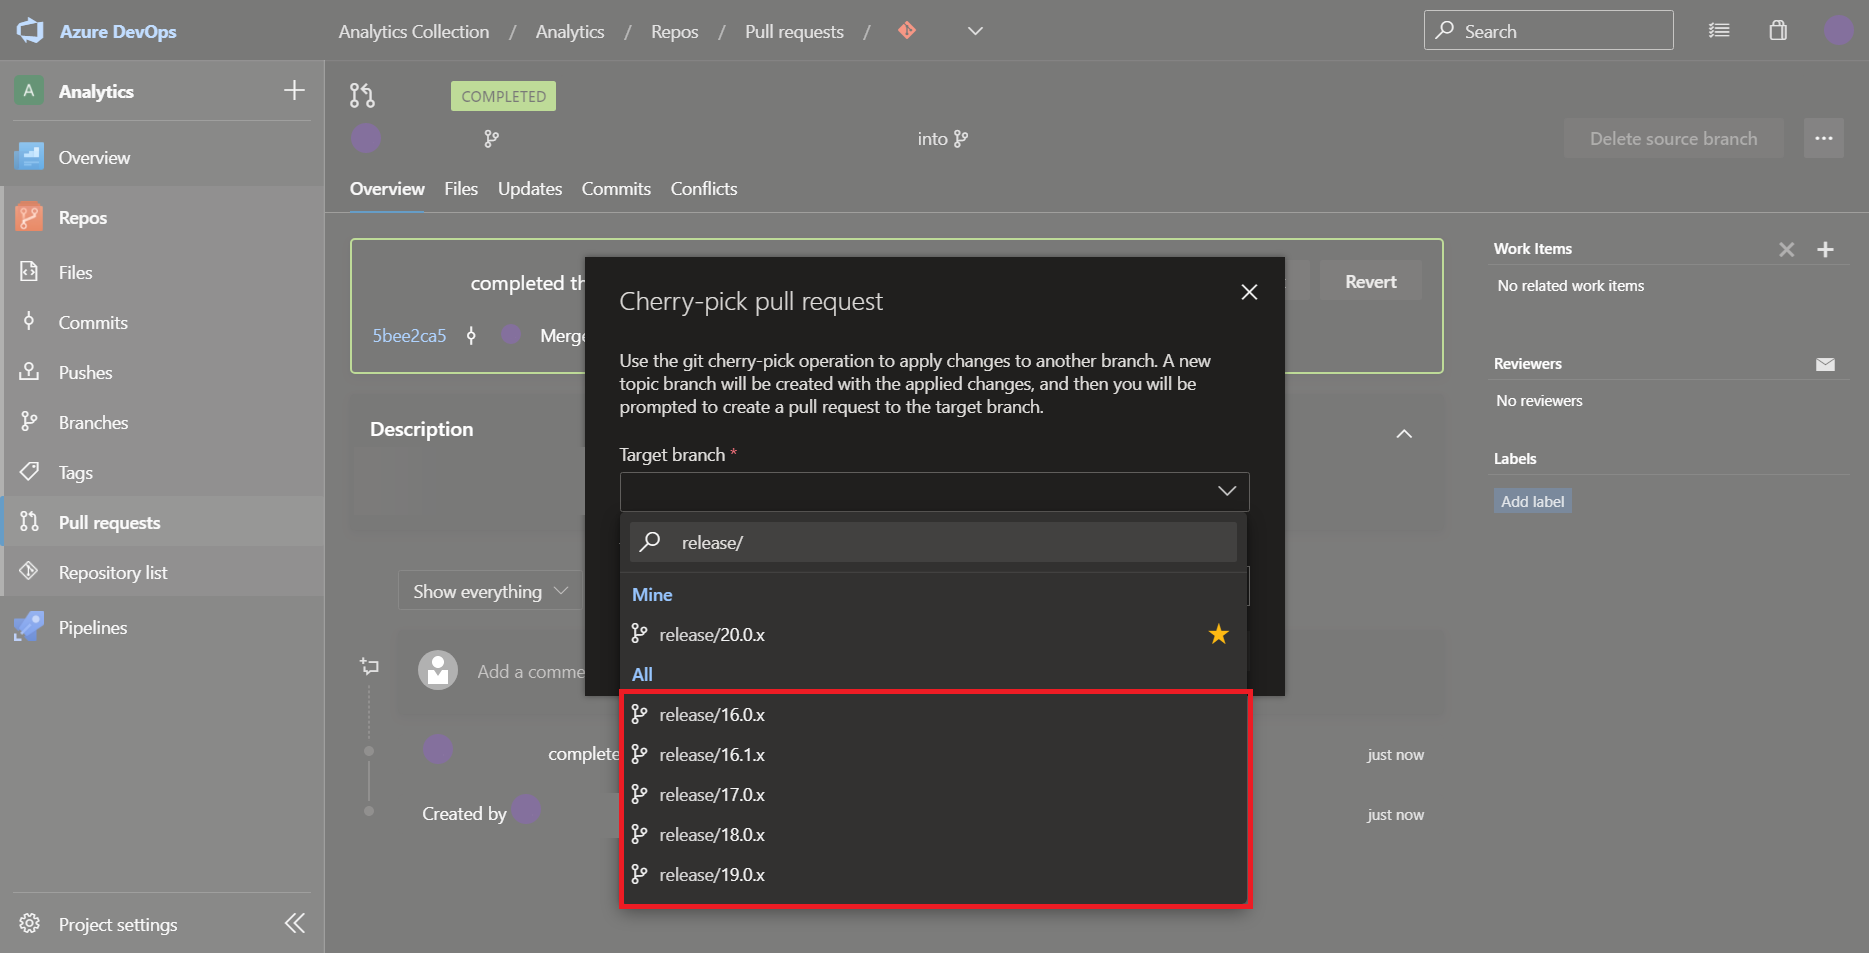 Azure DevOps
Analytics Collection / Analytics / Repos / Pull requests /
Search
A Analytics
Overview
Repos
Files
Commits
Pushes
Branches
Tags
Pull requests
Repository list
Pipelines
Project settings
COMPLETED
into
Delete source branch
Overview Files Updates Commits Conflicts
completed th
Revert
5bee2ca5 Merge
Description
Show everything
Add a comme
complete
just now
Created by
just now
Cherry-pick pull request
Use the git cherry-pick operation to apply changes to another branch. A new
topic branch will be created with the applied changes, and then you will be
prompted to create a pull request to the target branch.
Target branch *
release/
Mine
release/20.0.x
All
release/16.0.x
release/16.1.x
release/17.0.x
release/18.0.x
release/19.0.x
Work Items
No related work items
Reviewers
No reviewers
Labels
Add label